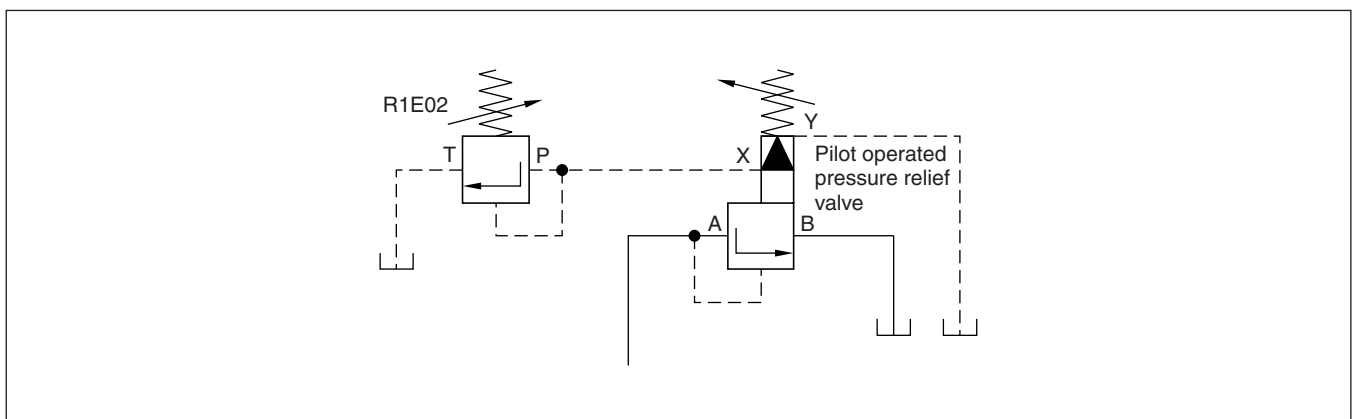 R1E02
T
P
X
Y
Pilot operated
pressure relief
valve
A
B